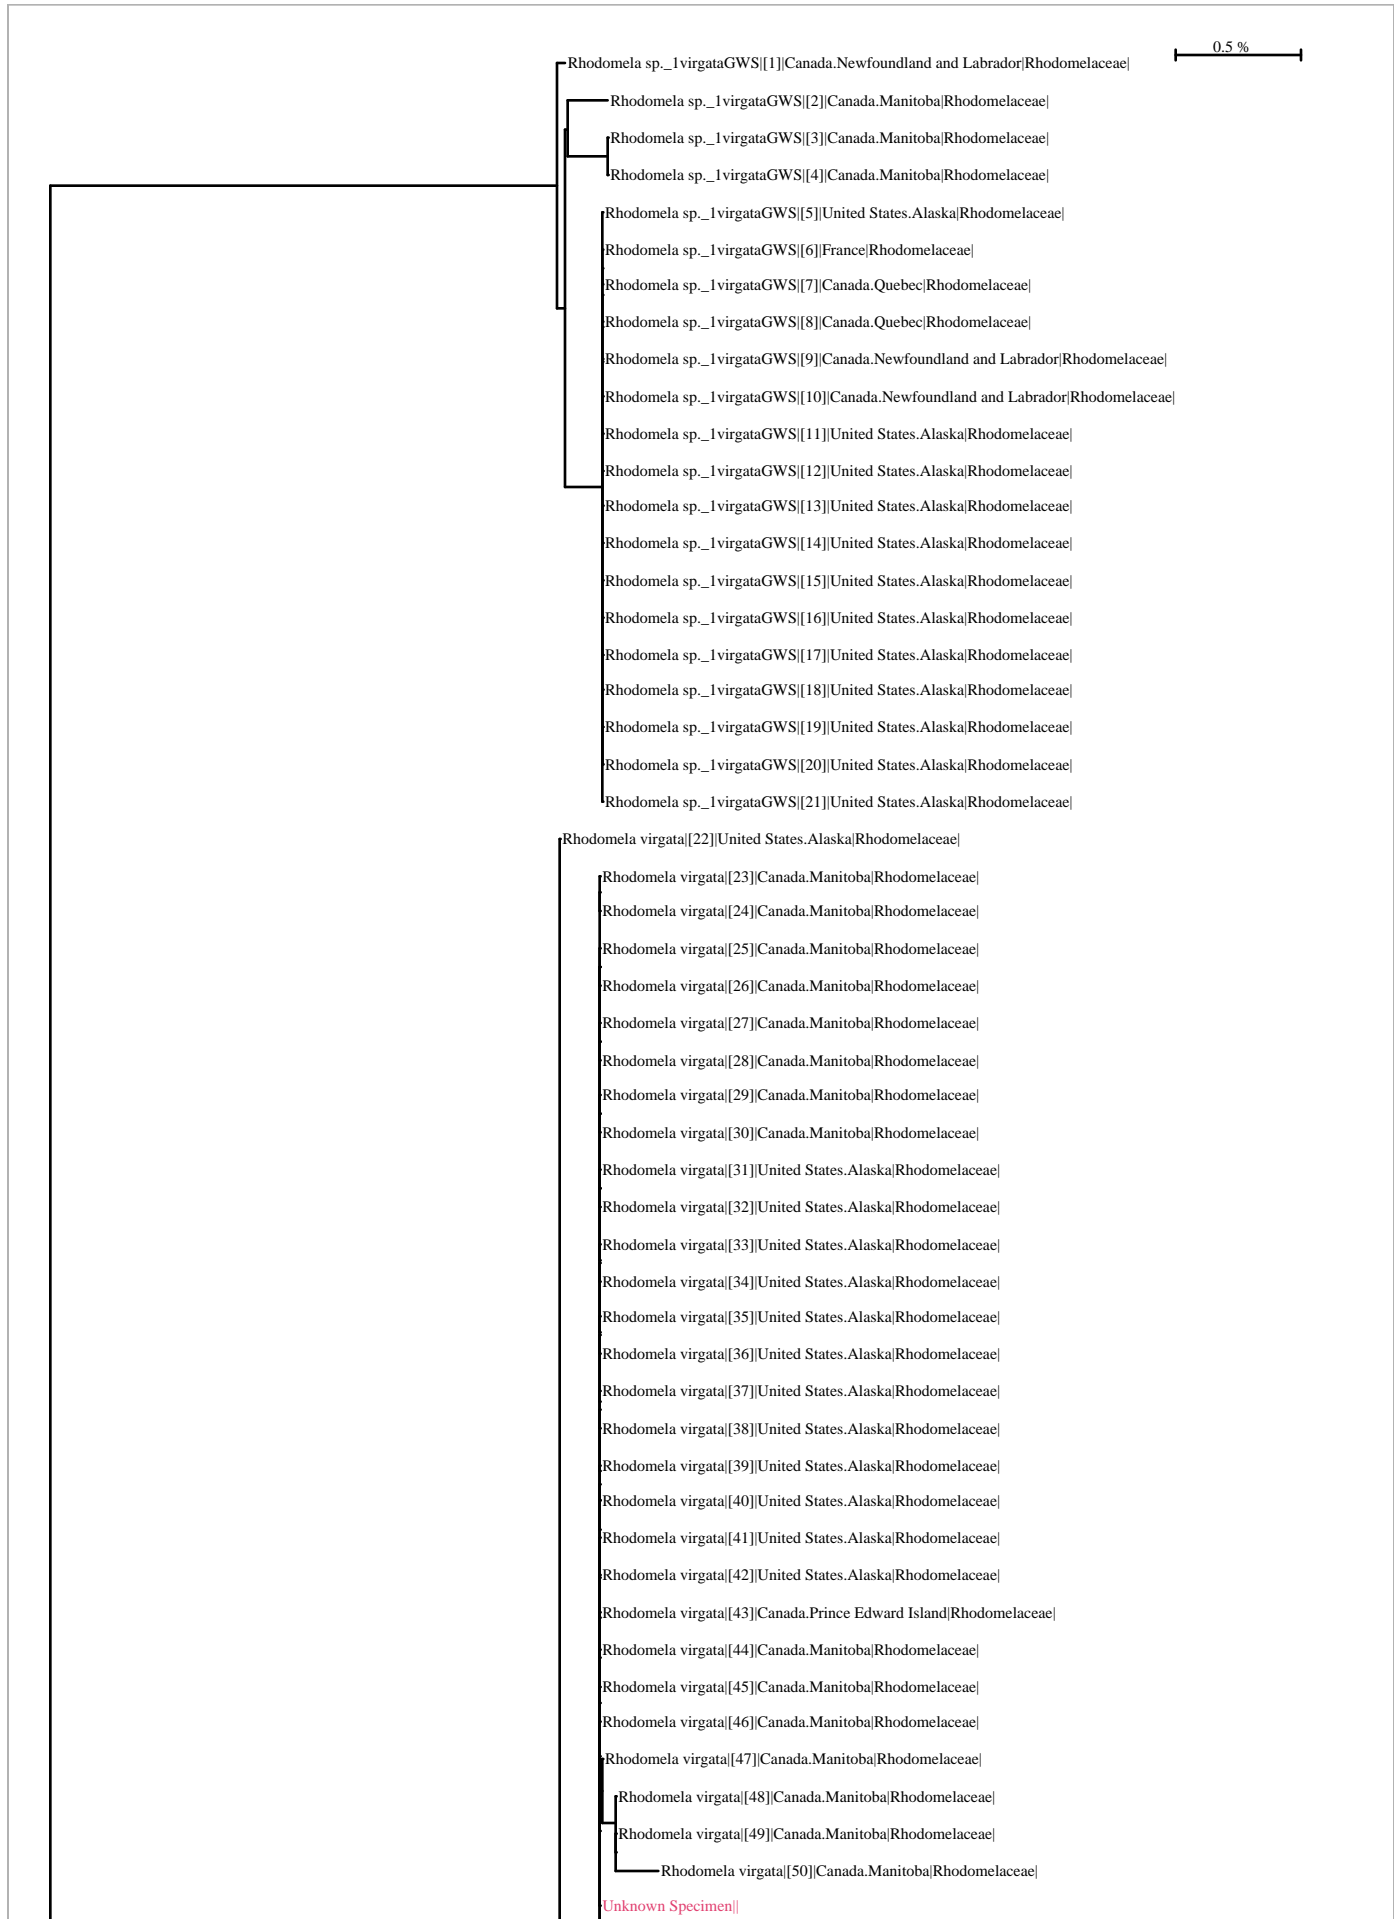 0.5 %
Rhodomela sp._1virgataGWS|[1]|Canada.Newfoundland and Labrador|Rhodomelaceae|
Rhodomela sp._1virgataGWS|[2]|Canada.Manitoba|Rhodomelaceae|
Rhodomela sp._1virgataGWS|[3]|Canada.Manitoba|Rhodomelaceae|
Rhodomela sp._1virgataGWS|[4]|Canada.Manitoba|Rhodomelaceae|
Rhodomela sp._1virgataGWS|[5]|United States.Alaska|Rhodomelaceae|
Rhodomela sp._1virgataGWS|[6]|France|Rhodomelaceae|
Rhodomela sp._1virgataGWS|[7]|Canada.Quebec|Rhodomelaceae|
Rhodomela sp._1virgataGWS|[8]|Canada.Quebec|Rhodomelaceae|
Rhodomela sp._1virgataGWS|[9]|Canada.Newfoundland and Labrador|Rhodomelaceae|
Rhodomela sp._1virgataGWS|[10]|Canada.Newfoundland and Labrador|Rhodomelaceae|
Rhodomela sp._1virgataGWS|[11]|United States.Alaska|Rhodomelaceae|
Rhodomela sp._1virgataGWS|[12]|United States.Alaska|Rhodomelaceae|
Rhodomela sp._1virgataGWS|[13]|United States.Alaska|Rhodomelaceae|
Rhodomela sp._1virgataGWS|[14]|United States.Alaska|Rhodomelaceae|
Rhodomela sp._1virgataGWS|[15]|United States.Alaska|Rhodomelaceae|
Rhodomela sp._1virgataGWS|[16]|United States.Alaska|Rhodomelaceae|
Rhodomela sp._1virgataGWS|[17]|United States.Alaska|Rhodomelaceae|
Rhodomela sp._1virgataGWS|[18]|United States.Alaska|Rhodomelaceae|
Rhodomela sp._1virgataGWS|[19]|United States.Alaska|Rhodomelaceae|
Rhodomela sp._1virgataGWS|[20]|United States.Alaska|Rhodomelaceae|
Rhodomela sp._1virgataGWS|[21]|United States.Alaska|Rhodomelaceae|
Rhodomela virgata|[22]|United States.Alaska|Rhodomelaceae|
Rhodomela virgata|[23]|Canada.Manitoba|Rhodomelaceae|
Rhodomela virgata|[24]|Canada.Manitoba|Rhodomelaceae|
Rhodomela virgata|[25]|Canada.Manitoba|Rhodomelaceae|
Rhodomela virgata|[26]|Canada.Manitoba|Rhodomelaceae|
Rhodomela virgata|[27]|Canada.Manitoba|Rhodomelaceae|
Rhodomela virgata|[28]|Canada.Manitoba|Rhodomelaceae|
Rhodomela virgata|[29]|Canada.Manitoba|Rhodomelaceae|
Rhodomela virgata|[30]|Canada.Manitoba|Rhodomelaceae|
Rhodomela virgata|[31]|United States.Alaska|Rhodomelaceae|
Rhodomela virgata|[32]|United States.Alaska|Rhodomelaceae|
Rhodomela virgata|[33]|United States.Alaska|Rhodomelaceae|
Rhodomela virgata|[34]|United States.Alaska|Rhodomelaceae|
Rhodomela virgata|[35]|United States.Alaska|Rhodomelaceae|
Rhodomela virgata|[36]|United States.Alaska|Rhodomelaceae|
Rhodomela virgata|[37]|United States.Alaska|Rhodomelaceae|
Rhodomela virgata|[38]|United States.Alaska|Rhodomelaceae|
Rhodomela virgata|[39]|United States.Alaska|Rhodomelaceae|
Rhodomela virgata|[40]|United States.Alaska|Rhodomelaceae|
Rhodomela virgata|[41]|United States.Alaska|Rhodomelaceae|
Rhodomela virgata|[42]|United States.Alaska|Rhodomelaceae|
Rhodomela virgata|[43]|Canada.Prince Edward Island|Rhodomelaceae|
Rhodomela virgata|[44]|Canada.Manitoba|Rhodomelaceae|
Rhodomela virgata|[45]|Canada.Manitoba|Rhodomelaceae|
Rhodomela virgata|[46]|Canada.Manitoba|Rhodomelaceae|
Rhodomela virgata|[47]|Canada.Manitoba|Rhodomelaceae|
Rhodomela virgata|[48]|Canada.Manitoba|Rhodomelaceae|
Rhodomela virgata|[49]|Canada.Manitoba|Rhodomelaceae|
Rhodomela virgata|[50]|Canada.Manitoba|Rhodomelaceae|
Unknown Specimen||